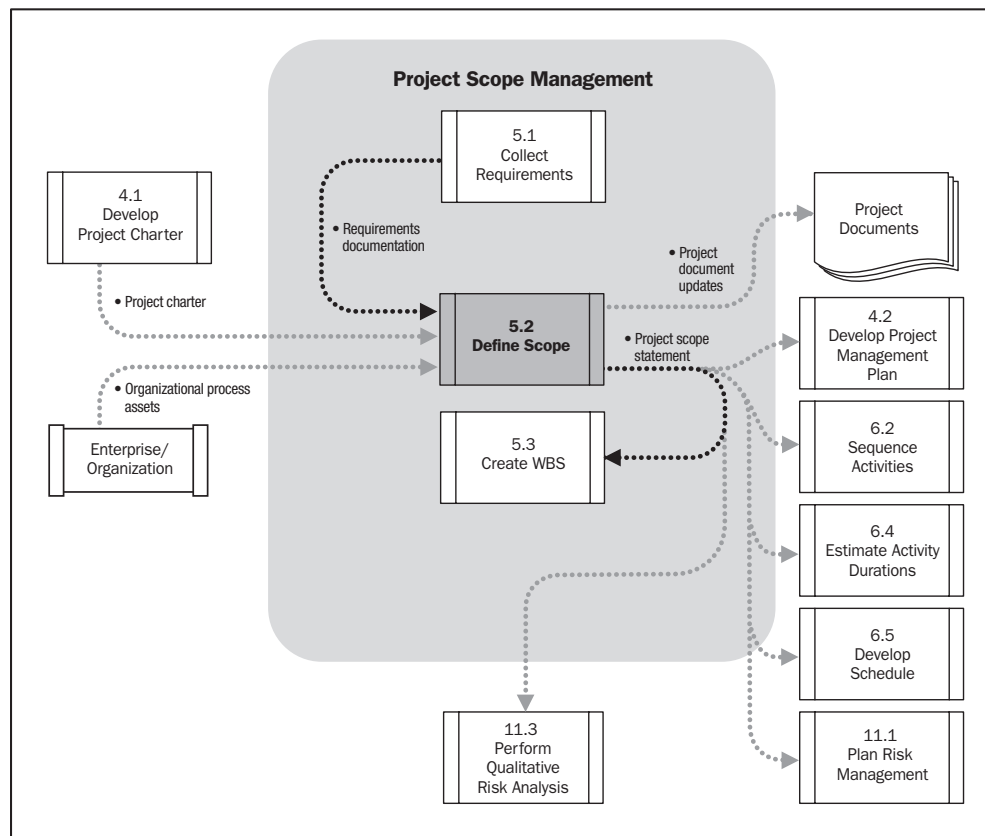 Project Scope Management
5.1
Collect
Requirements
4.1
Develop
Project Charter
Project
Documents
• Requirements
documentation
• Project
document
updates
• Project charter
5.2
Define Scope
• Project scope
statement
4.2
Develop Project
Management
Plan
• Organizational process
assets
Enterprise/
Organization
5.3
Create WBS
6.2
Sequence
Activities
6.4
Estimate Activity
Durations
6.5
Develop
Schedule
11.3
Perform
Qualitative
Risk Analysis
11.1
Plan Risk
Management